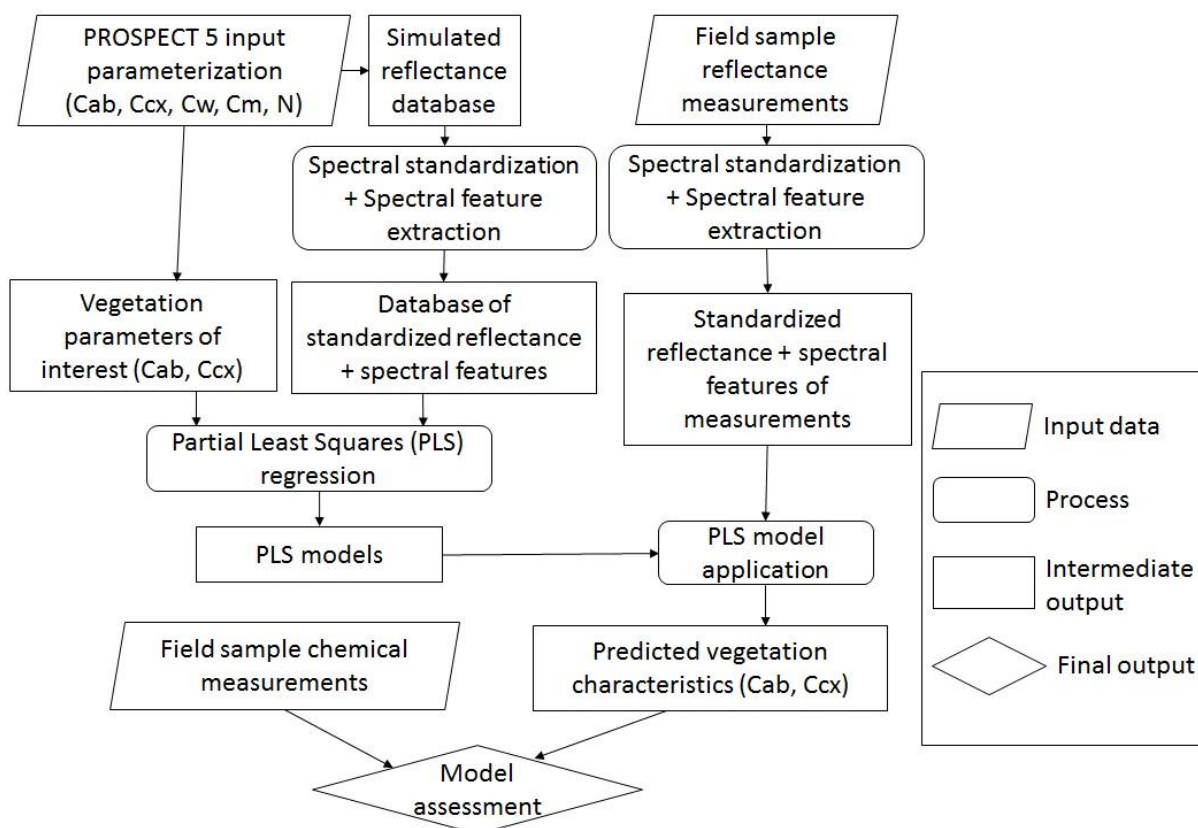 PROSPECT 5 input
parameterization
(Cab, Ccx, Cw, Cm, N)
Simulated
reflectance
database
Field sample
reflectance
measurements
Spectral standardization
+ Spectral feature
extraction
Spectral standardization
+ Spectral feature
extraction
Vegetation
parameters of
interest (Cab, Ccx)
Database of
standardized reflectance
+ spectral features
Standardized
reflectance + spectral
features of
measurements
Partial Least Squares (PLS)
regression
PLS models
PLS model
application
Field sample chemical
measurements
Predicted vegetation
characteristics (Cab, Ccx)
Model
assessment
Input data
Process
Intermediate
output
Final output